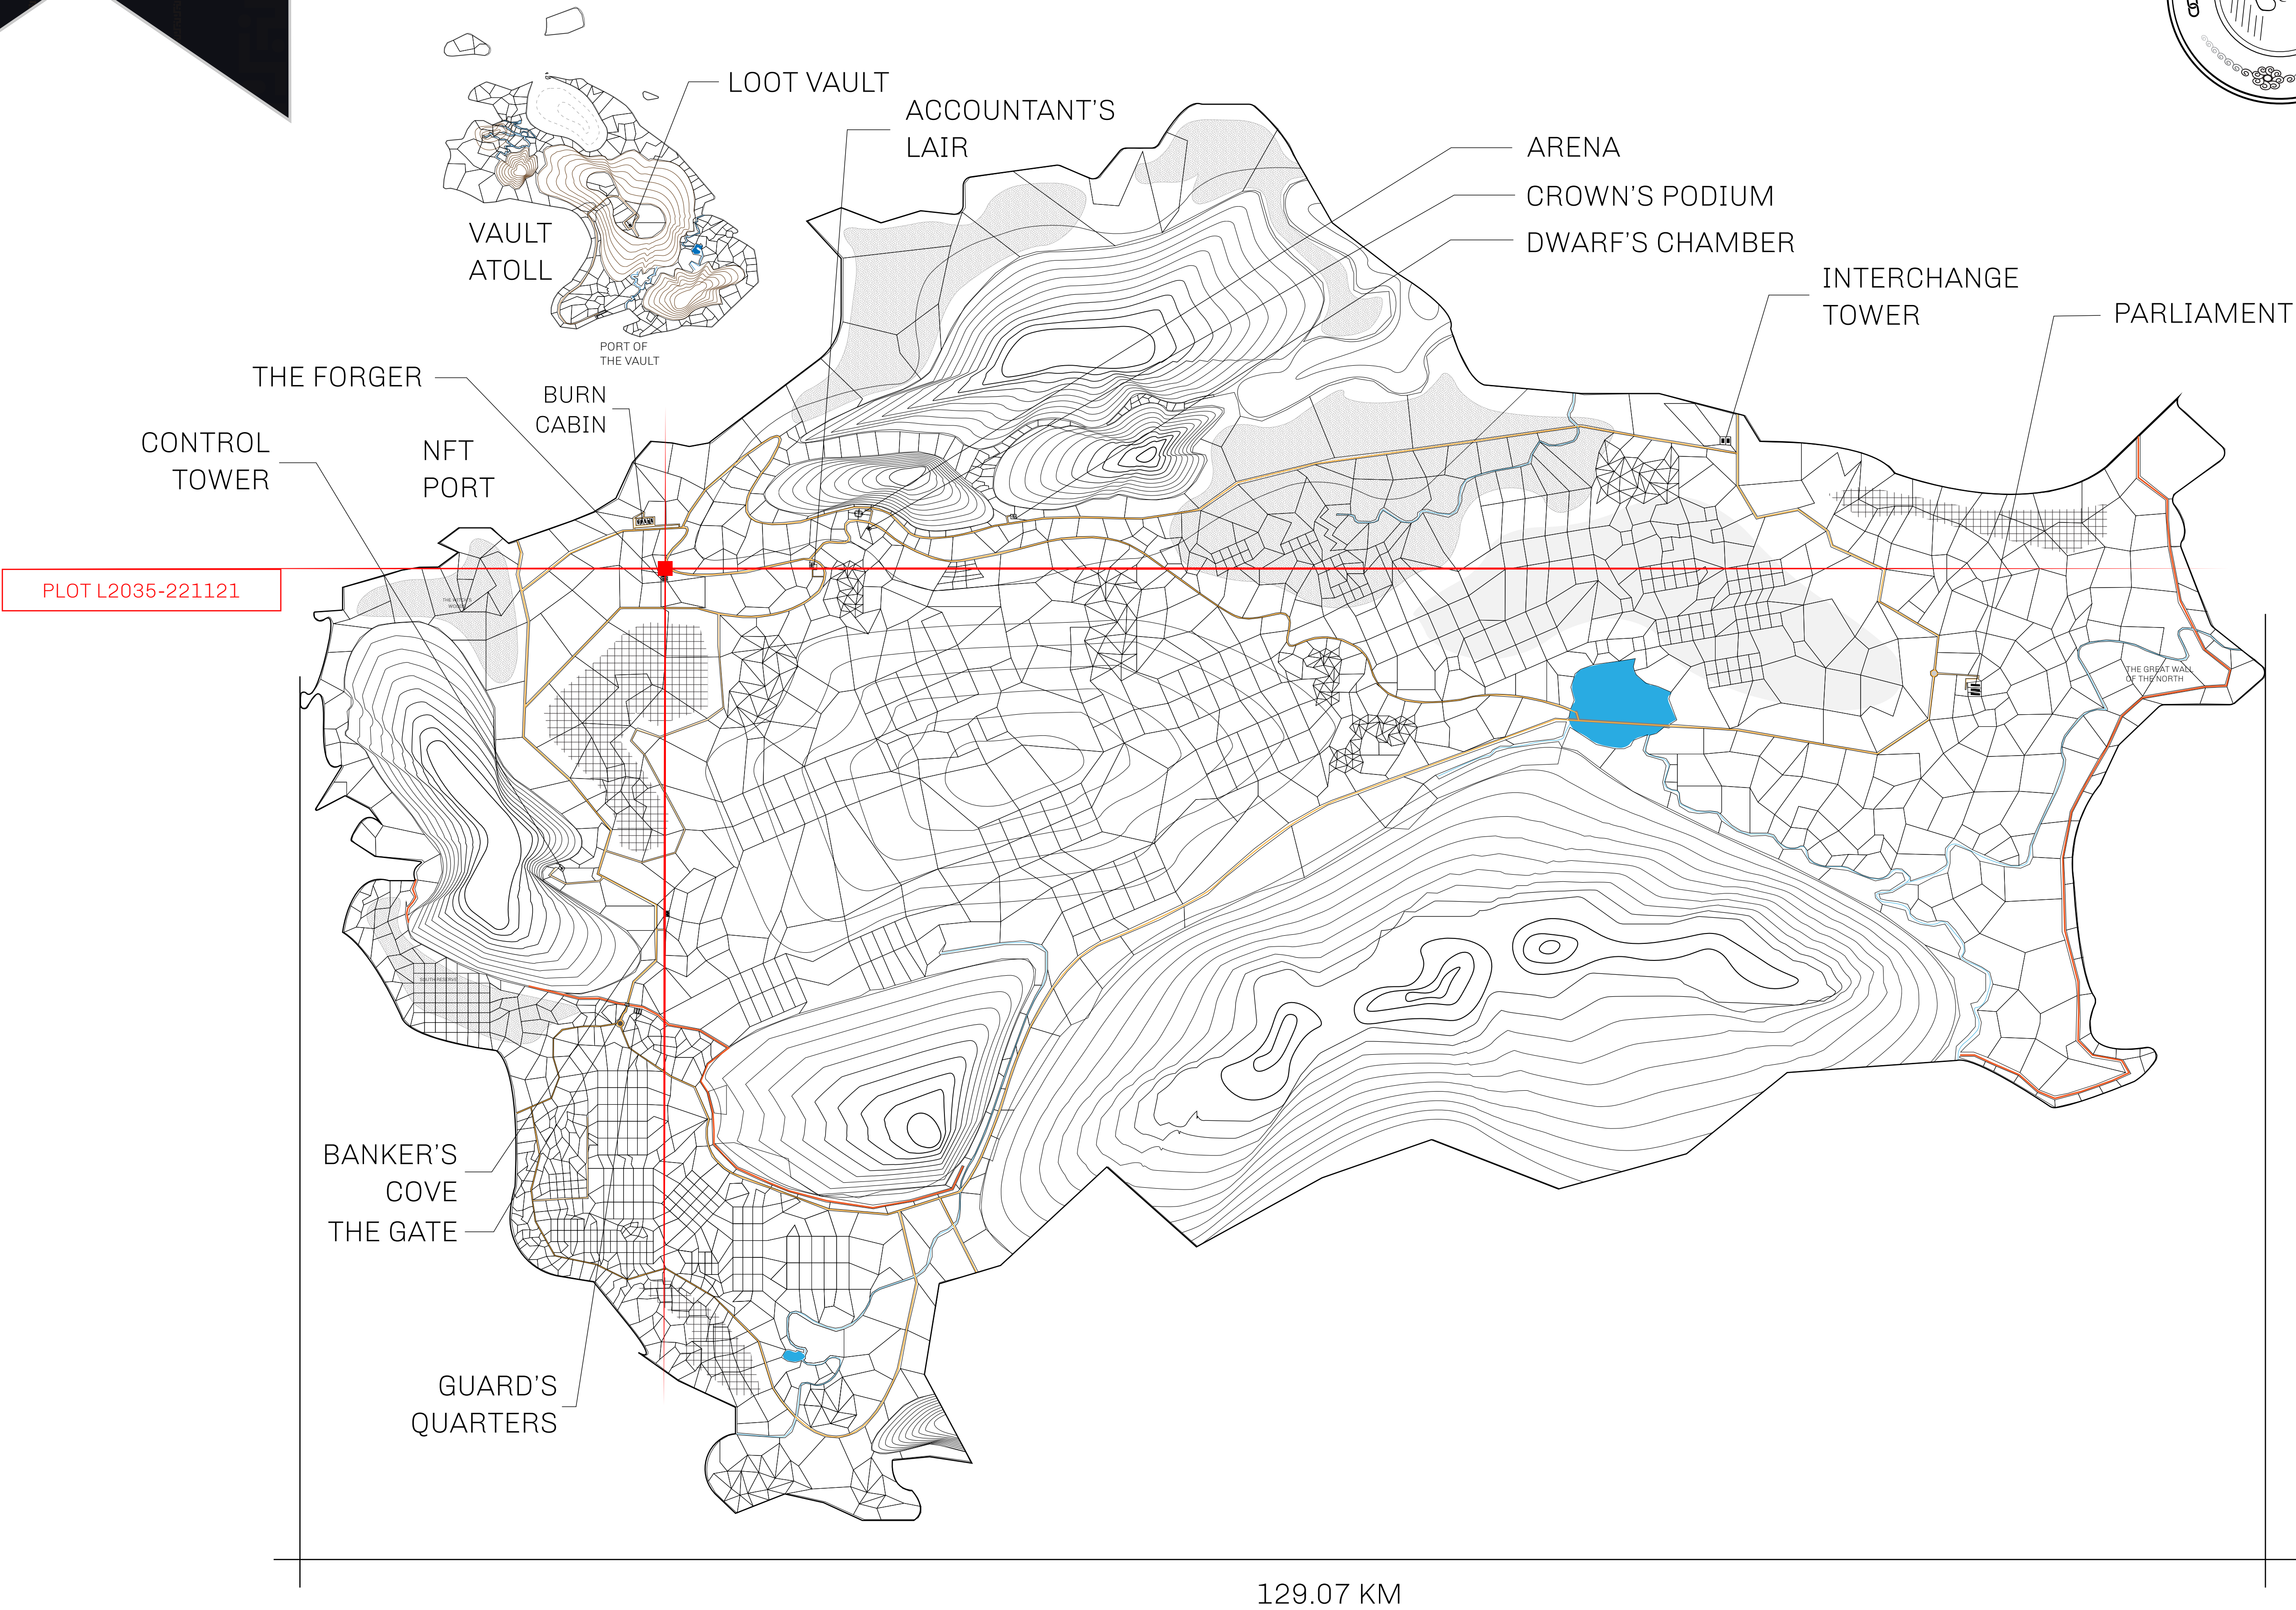 LOOT VAULT
ACCOUNTANT'S
LAIR
ARENA
CROWN'S PODIUM
DWARF'S CHAMBER
VAULT
ATOLL
INTERCHANGE
TOWER
PARLIAMENT
PORT OF
THE VAULT
THE FORGER
BURN
CABIN
CONTROL
TOWER
NFT
PORT
PLOT L2035-221121
THE GREAT WALL
OF THE NORTH
SOUTH RESERVE
BANKER'S
COVE
THE GATE
GUARD'S
QUARTERS
129.07 KM